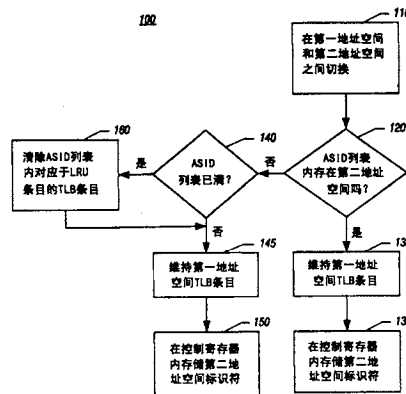 100
110
在第一地址空间
和第二地址空间
之间切换
120
ASID列表
内存在第二地址
空间吗？
140
ASID
列表已满？
160
清除ASID列表
内对应于LRU
条目的TLB条目
是
否
否
是
145
维持第一地址
空间TLB条目
13
维持第一地址
空间TLB条目
150
在控制寄存器
内存储第二地
址空间标识符
13
在控制寄存器
内存储第二地
址空间标识符